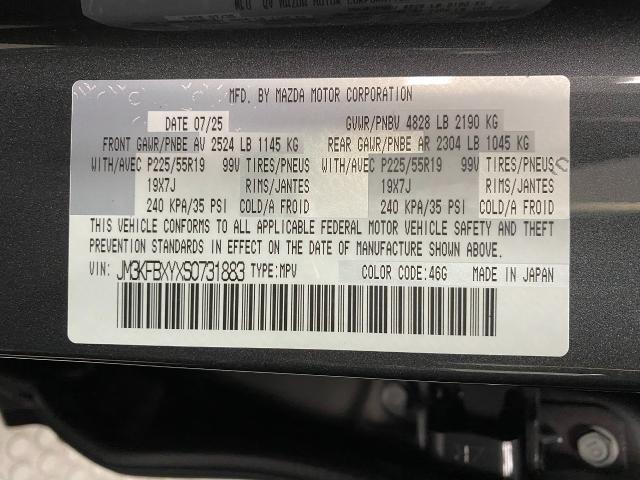 MFD. BY MAZDA MOTOR CORPORATION
DATE 07/25 GVWR/PNBV 4828 LB 2190 KG
FRONT GAWR/PNBE AV 2524 LB 1145 KG REAR GAWR/PNBE AR 2304 LB 1045 KG
WITH/AVEC P225/55R19 99V TIRES/PNEUS WITH/AVEC P225/55R19 99V TIRES/PNEUS
19X7J RIMS/JANTES 19X7J RIMS/JANTES
240 KPA/35 PSI COLD/A FROID 240 KPA/35 PSI COLD/A FROID
THIS VEHICLE CONFORMS TO ALL APPLICABLE FEDERAL MOTOR VEHICLE SAFETY AND THEFT
PREVENTION STANDARDS IN EFFECT ON THE DATE OF MANUFACTURE SHOWN ABOVE.
VIN: JM3KFBXYXS0731883 TYPE:MPV COLOR CODE:46G MADE IN JAPAN